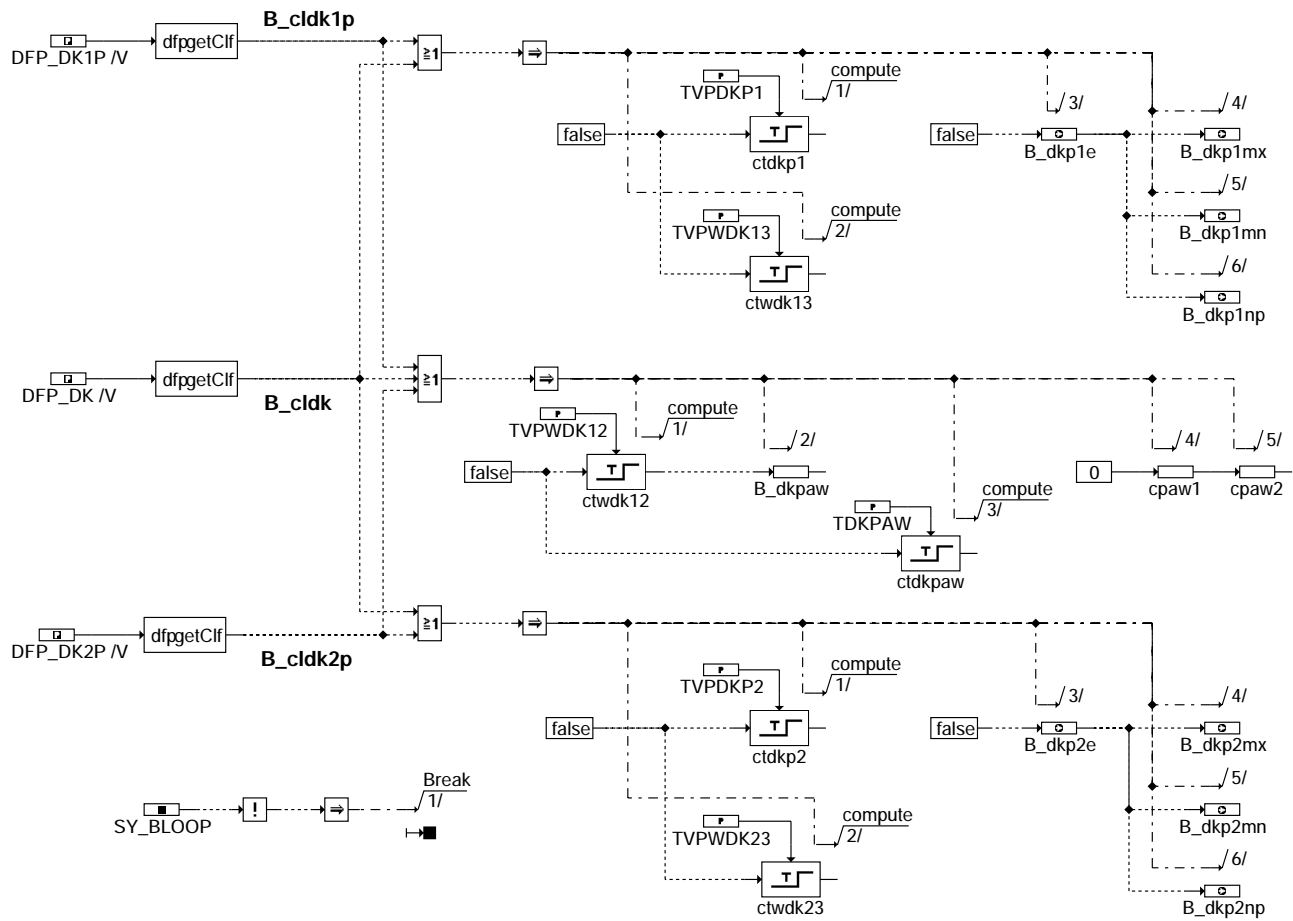 B_cldk1p
dfpgetClf
DFP_DK1P /V
≥1
⇒
compute
1/
TVPDKP1
3/
4/
false
ctdkp1
false
B_dkp1e
B_dkp1mx
compute
2/
TVPWDK13
5/
B_dkp1mn
ctwdk13
6/
B_dkp1np
dfpgetClf
DFP_DK /V
B_cldk
≥1
⇒
compute
1/
TVPWDK12
2/
4/
5/
false
ctwdk12
B_dkpaw
0
cpaw1
cpaw2
compute
3/
TDKPAW
ctdkpaw
dfpgetClf
DFP_DK2P /V
B_cldk2p
≥1
⇒
compute
1/
TVPDKP2
3/
4/
false
ctdkp2
false
B_dkp2e
B_dkp2mx
Break
1/
SY_BLOOP
!
⇒
compute
2/
TVPWDK23
5/
B_dkp2mn
ctwdk23
6/
B_dkp2np